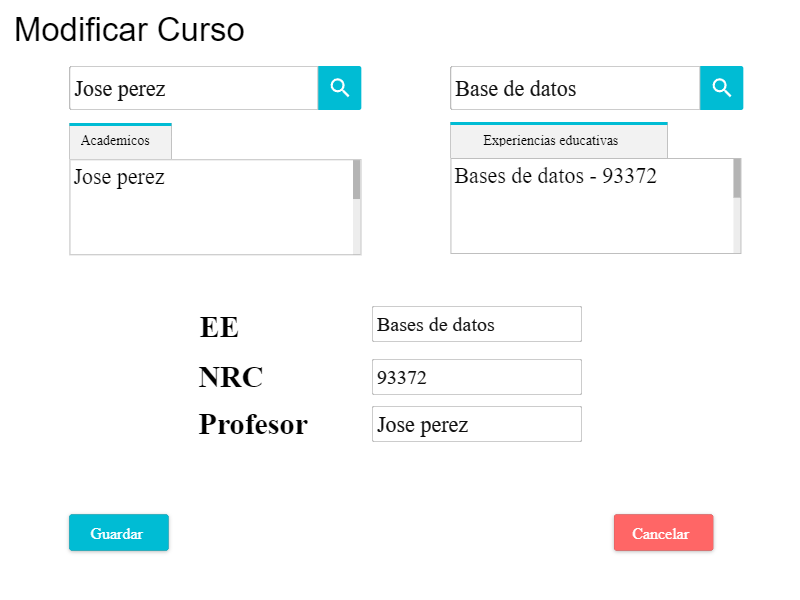 Modificar Curso
Jose perez
Base de datos
Academicos
Experiencias educativas
Jose perez
Bases de datos - 93372
EE
Bases de datos
NRC
93372
Profesor
Jose perez
Guardar
Cancelar